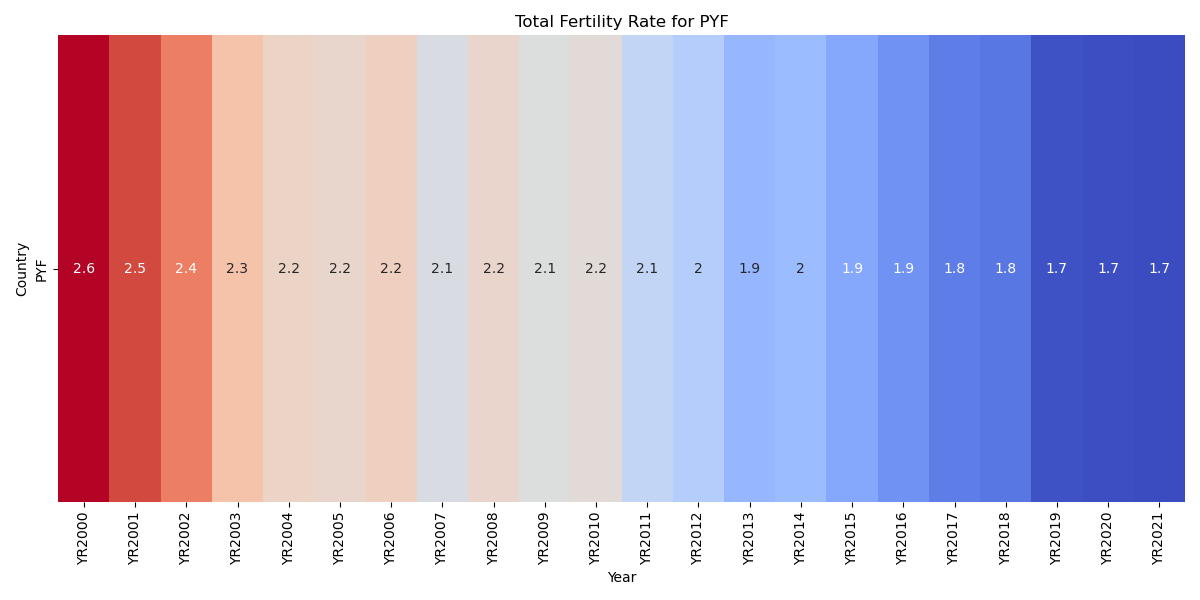 Total Fertility Rate for PYF
Country
PYF
2.6 2.5 2.4 2.3 2.2 2.2 2.2 2.1 2.2 2.1 2.2 2.1 2 1.9 2 1.9 1.9 1.8 1.8 1.7 1.7 1.7
YR2000 YR2001 YR2002 YR2003 YR2004 YR2005 YR2006 YR2007 YR2008 YR2009 YR2010 YR2011 YR2012 YR2013 YR2014 YR2015 YR2016 YR2017 YR2018 YR2019 YR2020 YR2021
Year